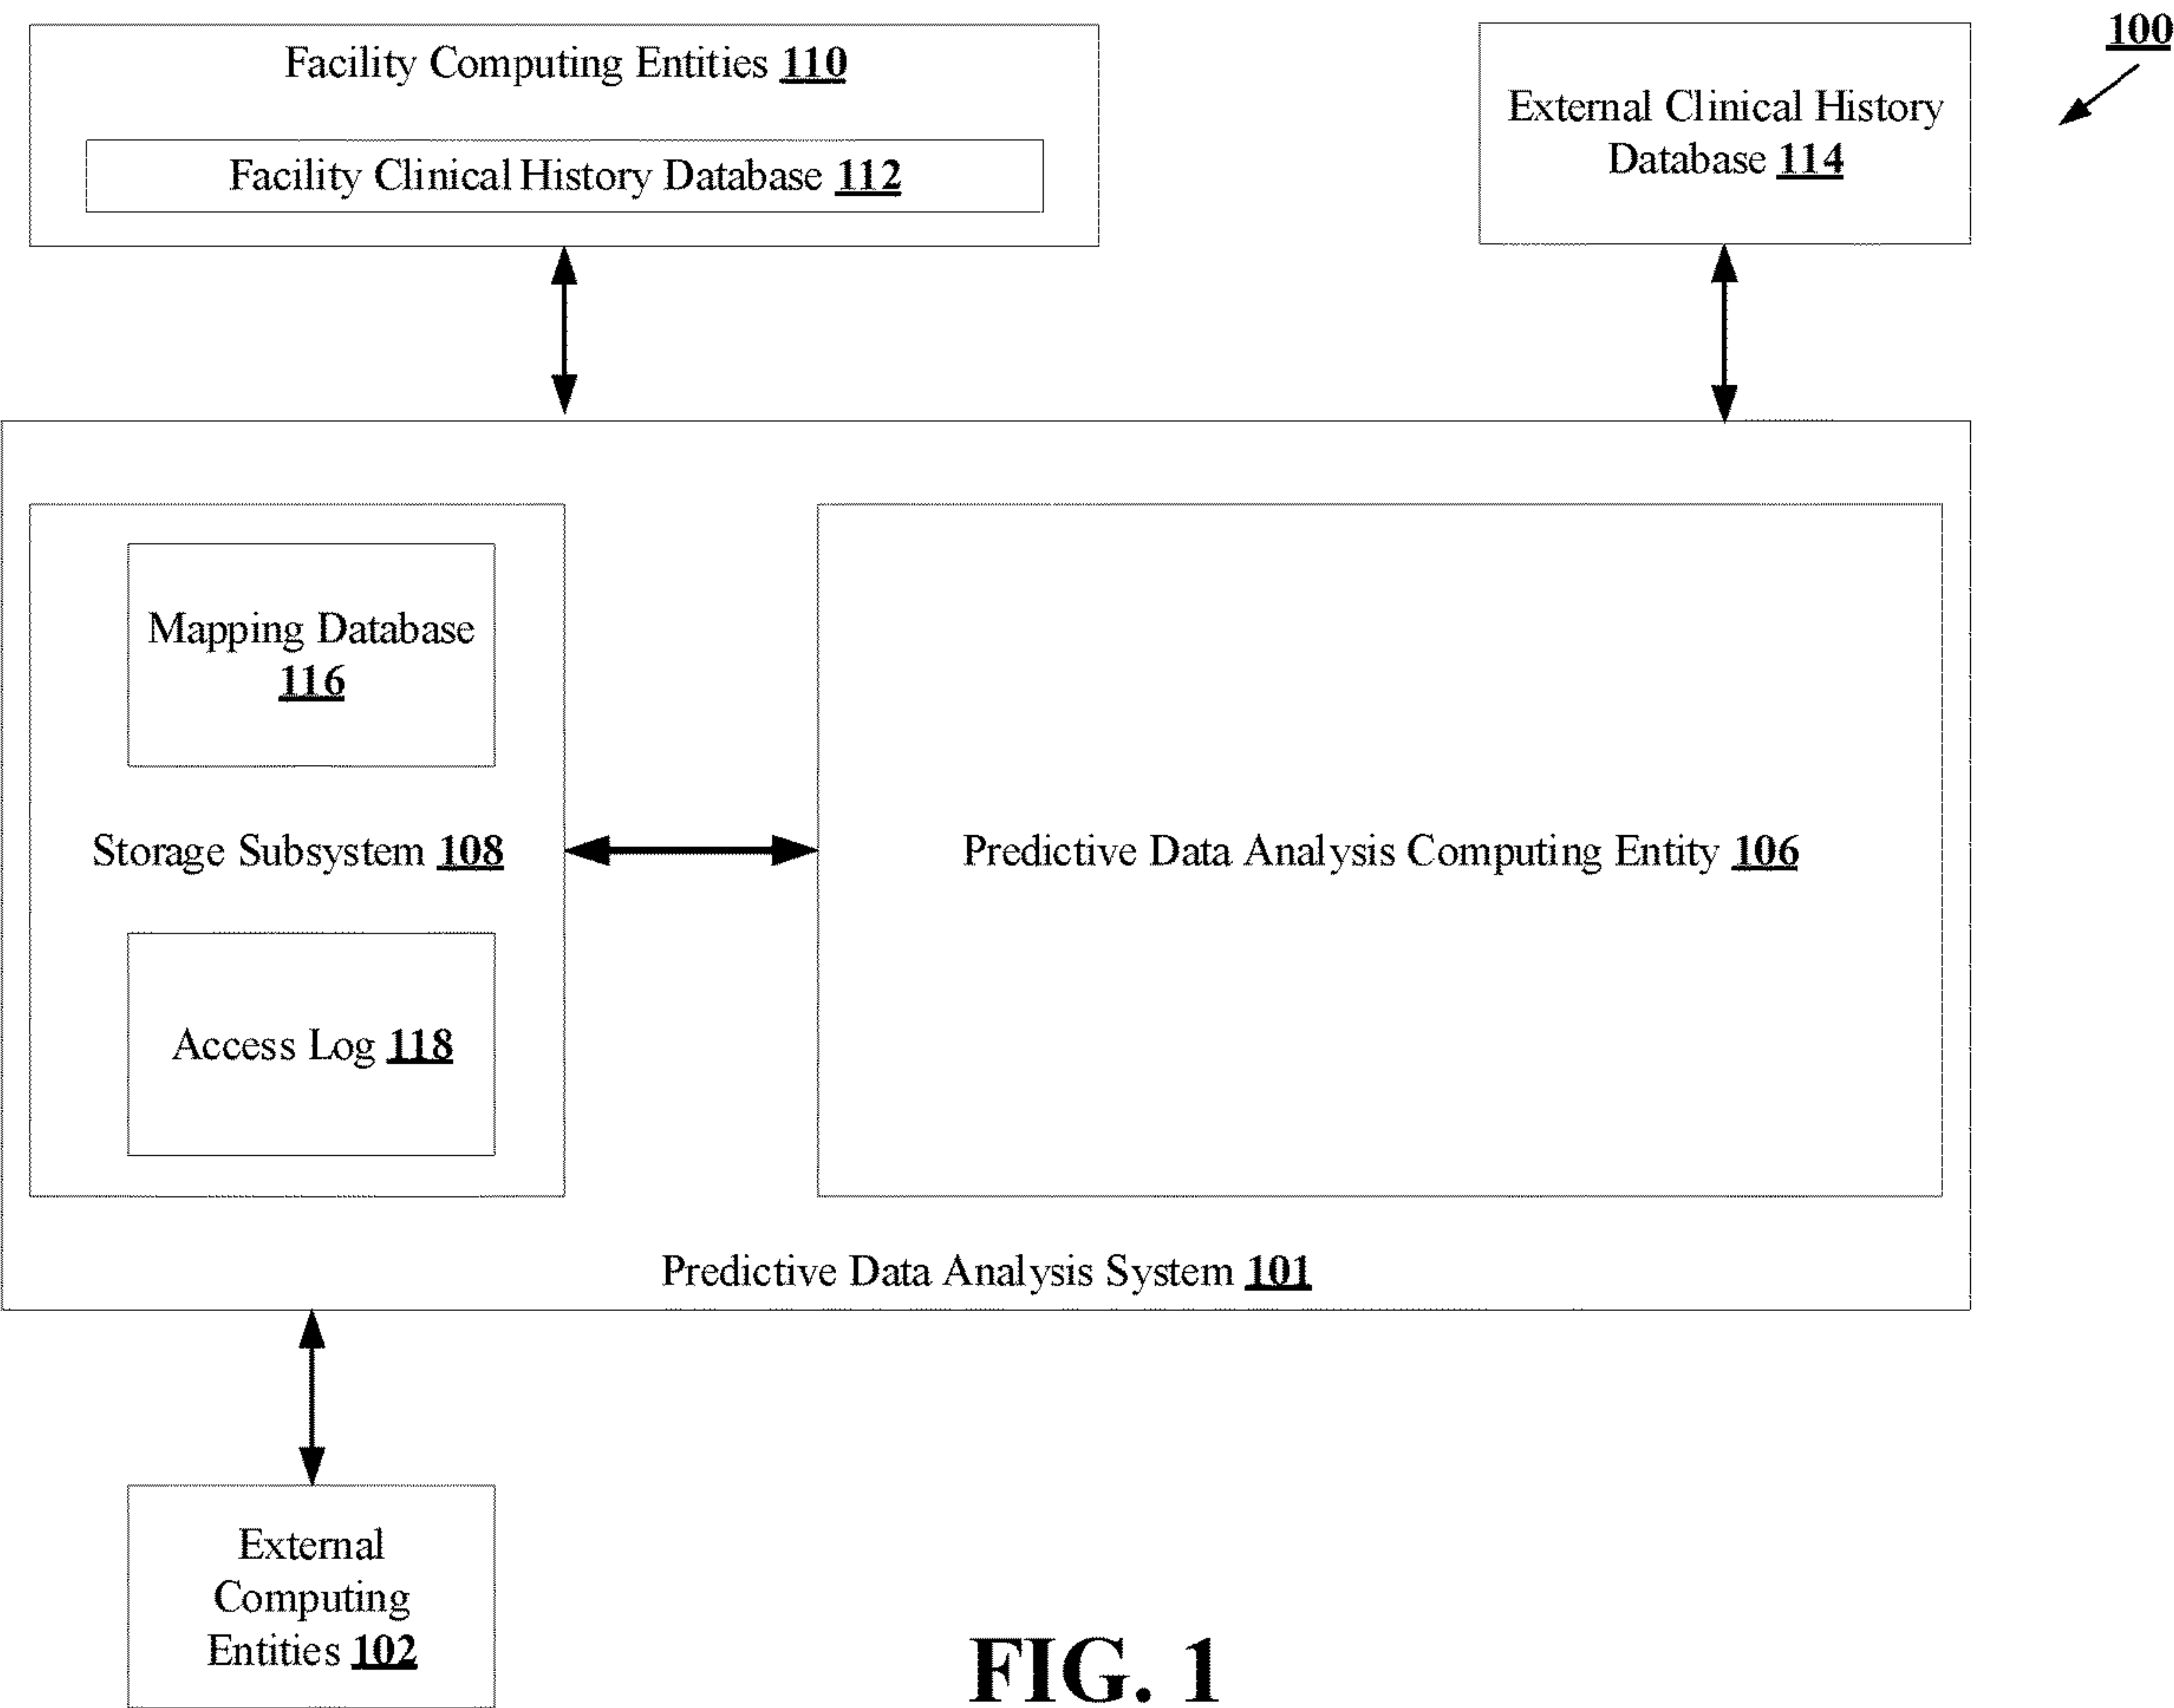 100
Facility Computing Entities 110
Facility Clinical History Database 112
External Clinical History
Database 114
Mapping Database
116
Storage Subsystem 108
Access Log 118
Predictive Data Analysis Computing Entity 106
Predictive Data Analysis System 101
External
Computing
Entities 102
FIG. 1